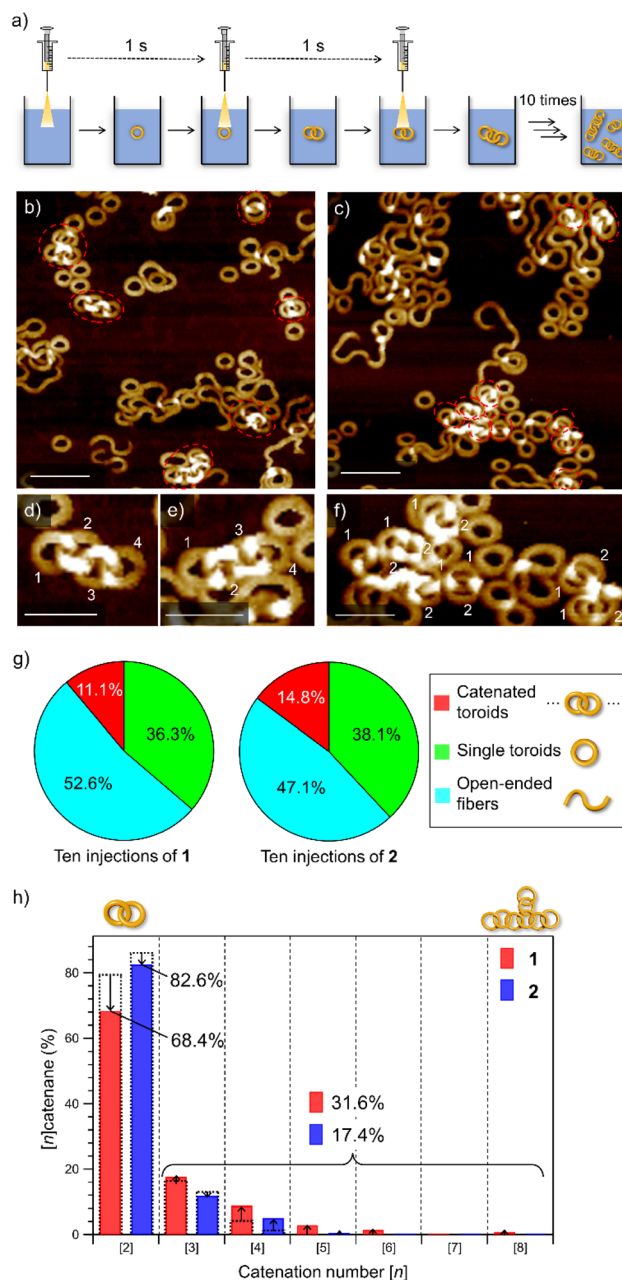 a)
1 s
1 s
10 times
b)
c)
d)
2
1
3
4
e)
3
1
2
4
f)
1
1
2
2
1
1
2
2
2
1
2
g)
11.1%
36.3%
52.6%
Ten injections of 1
14.8%
38.1%
47.1%
Ten injections of 2
Catenated toroids
Single toroids
Open-ended fibers
h)
[n]catenane (%)
80
60
40
20
0
82.6%
68.4%
1
2
31.6%
17.4%
[2] [3] [4] [5] [6] [7] [8]
Catenation number [n]